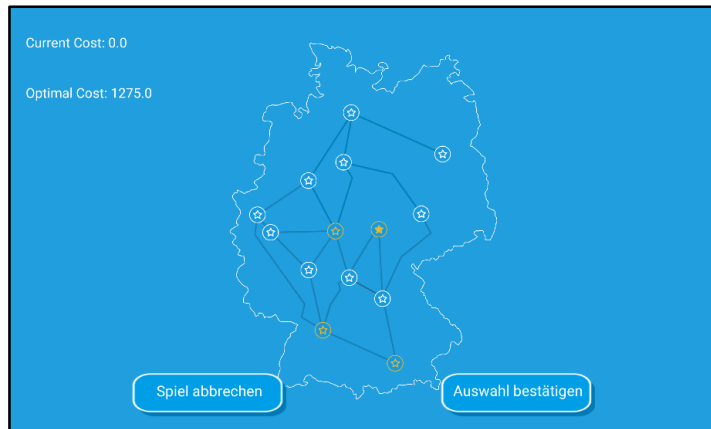 Current Cost: 0.0
Optimal Cost: 1275.0
Spiel abbrechen
Auswahl bestätigen